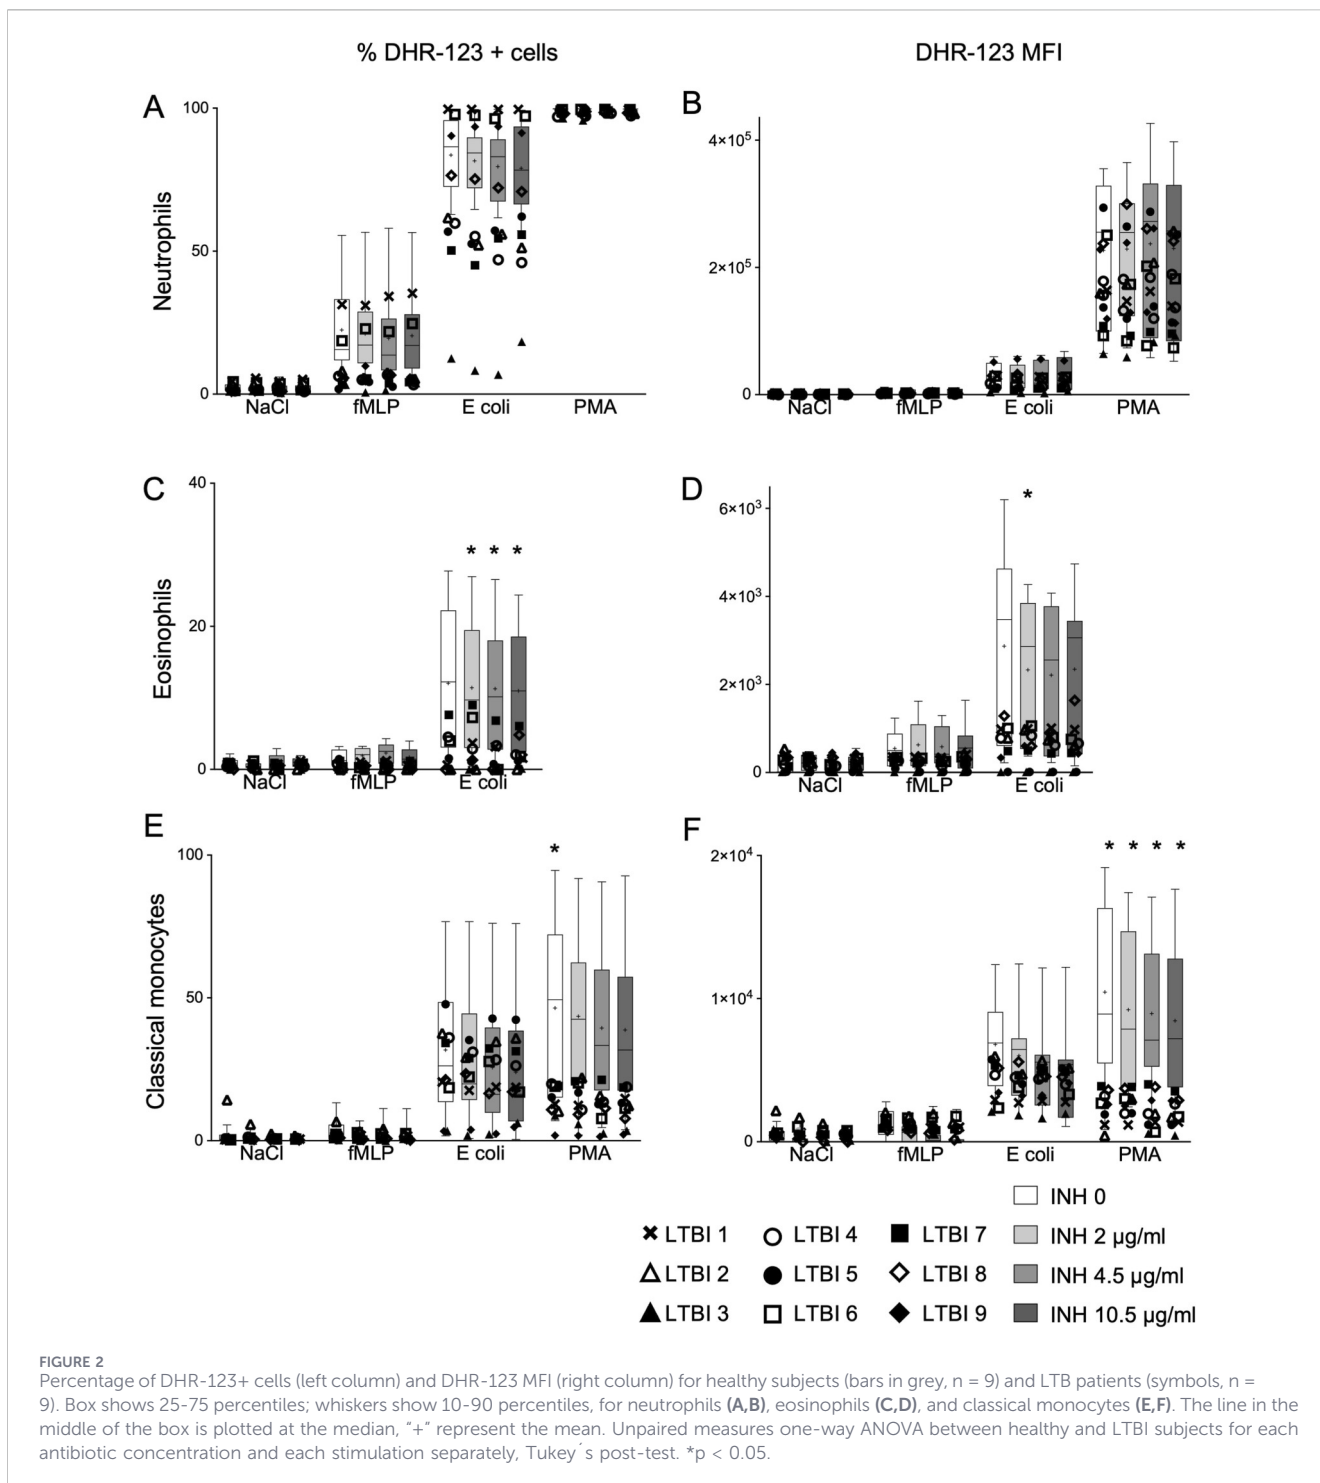 % DHR-123 + cells
DHR-123 MFI
A
100
50
0
Neutrophils
NaCl
fMLP
E coli
PMA
B
4×10⁵
2×10⁵
0
NaCl
fMLP
E coli
PMA
C
40
20
0
Eosinophils
* * *
NaCl
fMLP
E coli
D
6×10³
4×10³
2×10³
0
*
NaCl
fMLP
E coli
E
100
50
0
Classical monocytes
*
NaCl
fMLP
E coli
PMA
F
2×10⁴
1×10⁴
0
* * * *
NaCl
fMLP
E coli
PMA
LTBI 1
LTBI 2
LTBI 3
LTBI 4
LTBI 5
LTBI 6
LTBI 7
LTBI 8
LTBI 9
INH 0
INH 2 µg/ml
INH 4.5 µg/ml
INH 10.5 µg/ml
FIGURE 2
Percentage of DHR-123+ cells (left column) and DHR-123 MFI (right column) for healthy subjects (bars in grey, n = 9) and LTB patients (symbols, n =
9). Box shows 25-75 percentiles; whiskers show 10-90 percentiles, for neutrophils (A,B), eosinophils (C,D), and classical monocytes (E,F). The line in the
middle of the box is plotted at the median, "+" represent the mean. Unpaired measures one-way ANOVA between healthy and LTBI subjects for each
antibiotic concentration and each stimulation separately, Tukey´s post-test. *p < 0.05.